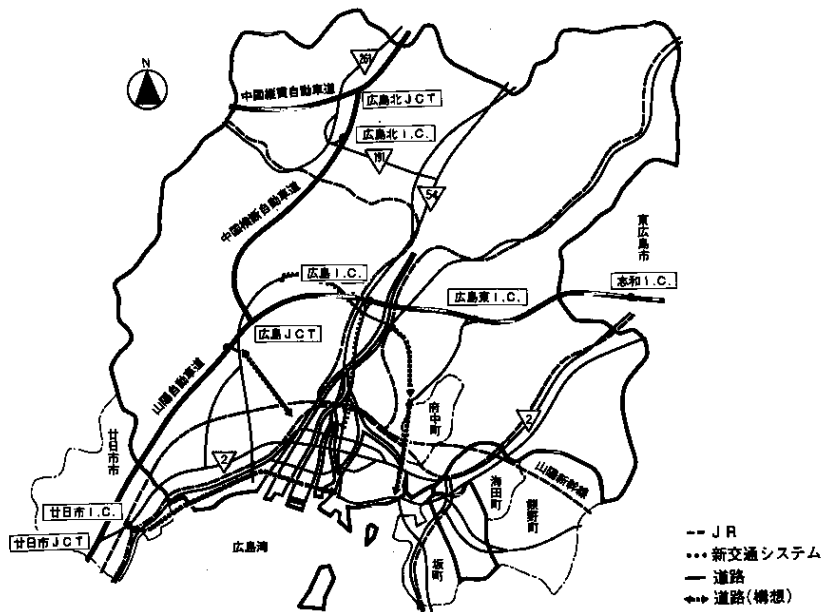 N
261
中国縦貫自動車道
広島北JCT
広島北I.C.
191
54
中国横断自動車道
東広島市
広島I.C.
志和I.C.
広島東I.C.
広島JCT
山陽自動車道
府中町
2
廿日市市
2
山陽新幹線
海田町
熊野町
廿日市I.C.
廿日市JCT
広島湾
坂町
JR
新交通システム
道路
道路(構想)